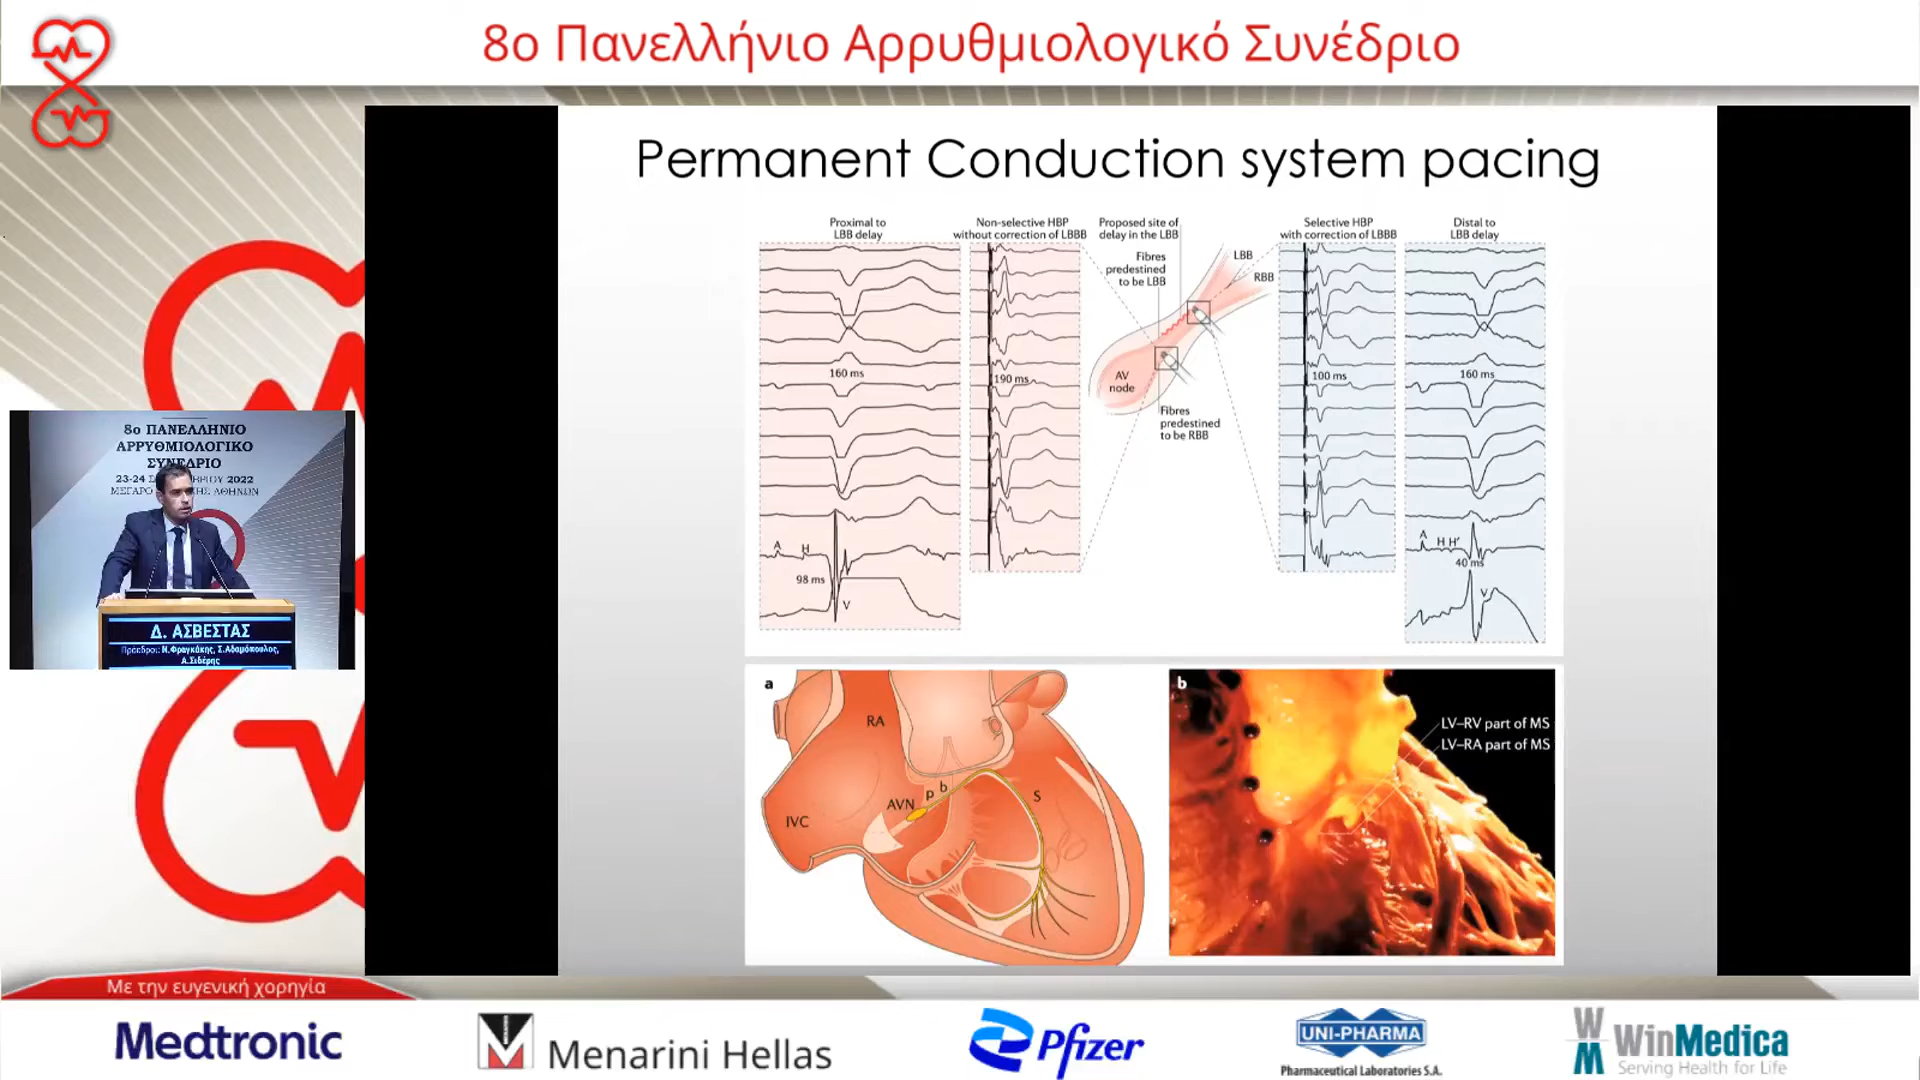 8ο Πανελλήνιο Αρρυθμιολογικό Συνέδριο
Permanent Conduction system pacing
Proximal to
LBB delay
Non-selective HBP
without correction of LBBB
Proposed site of
delay in the LBB
Selective HBP
with correction of LBBB
Distal to
LBB delay
Fibres
predestined
to be LBB
LBB
RBB
160 ms
190 ms
AV
node
100 ms
160 ms
Fibres
predestined
to be RBB
A
H
98 ms
V
A
H H'
40 ms
V
a
RA
AVN
p
b
S
IVC
b
LV–RV part of MS
LV–RA part of MS
8ο ΠΑΝΕΛΛΗΝΙΟ
ΑΡΡΥΘΜΙΟΛΟΓΙΚΟ
ΣΥΝΕΔΡΙΟ
23-24 2022
ΑΘΗΝΩΝ
Δ. ΑΣΒΕΣΤΑΣ
Πρόεδροι: Ν.Φραγκάκης, Σ.Αδαμόπουλος,
Α.Σιδέρης
Με την ευγενική χορηγία
Medtronic
Menarini Hellas
Pfizer
UNI-PHARMA
Pharmaceutical Laboratories S.A.
WM
WinMedica
Serving Health for Life